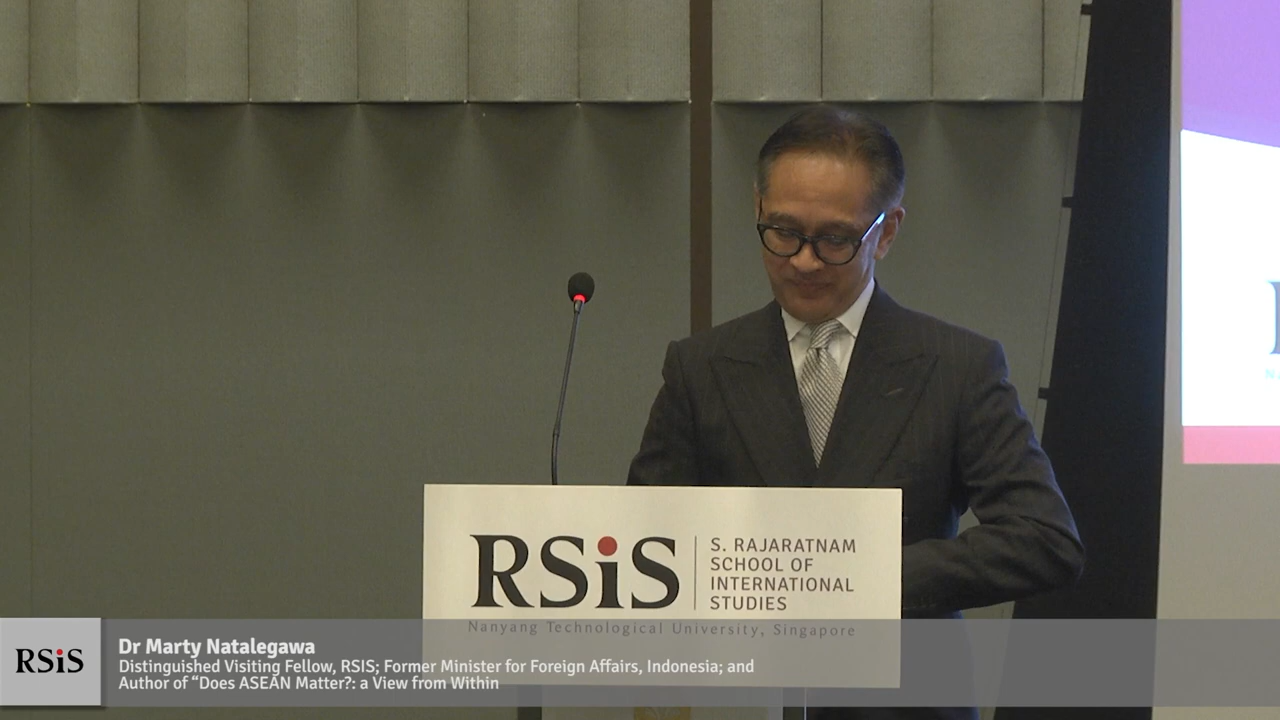 RSiS
S. RAJARATNAM
SCHOOL OF
INTERNATIONAL
STUDIES
Nanyang Technological University, Singapore
RSiS
Dr Marty Natalegawa
Distinguished Visiting Fellow, RSIS; Former Minister for Foreign Affairs, Indonesia; and
Author of “Does ASEAN Matter?: a View from Within